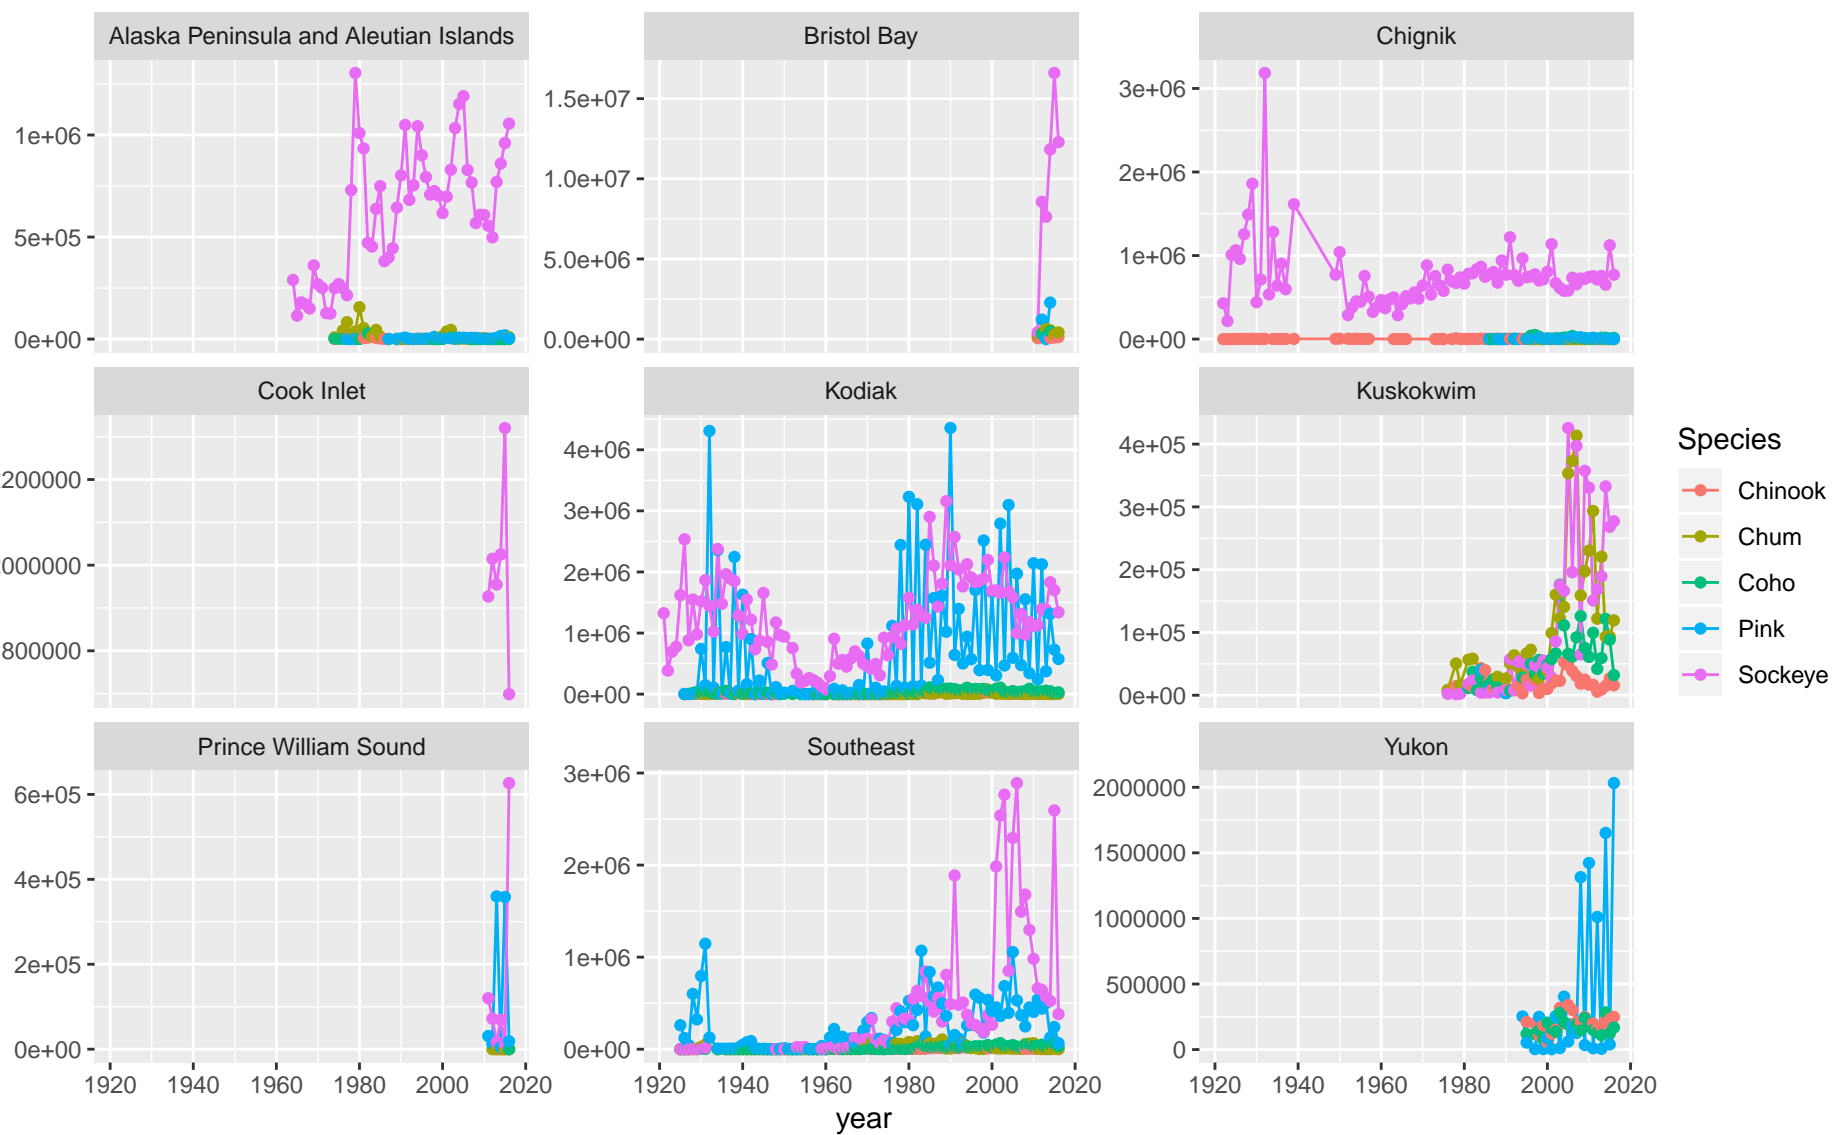 Alaska Peninsula and Aleutian Islands
Bristol Bay
Chignik
1e+06
5e+05
0e+00
1.5e+07
1.0e+07
5.0e+06
0.0e+00
3e+06
2e+06
1e+06
0e+00
Cook Inlet
Kodiak
Kuskokwim
200000
000000
800000
4e+06
3e+06
2e+06
1e+06
0e+00
4e+05
3e+05
2e+05
1e+05
0e+00
Prince William Sound
Southeast
Yukon
6e+05
4e+05
2e+05
0e+00
3e+06
2e+06
1e+06
0e+00
2000000
1500000
1000000
500000
0
1920 1940 1960 1980 2000 2020
1920 1940 1960 1980 2000 2020
1920 1940 1960 1980 2000 2020
year
Species
Chinook
Chum
Coho
Pink
Sockeye